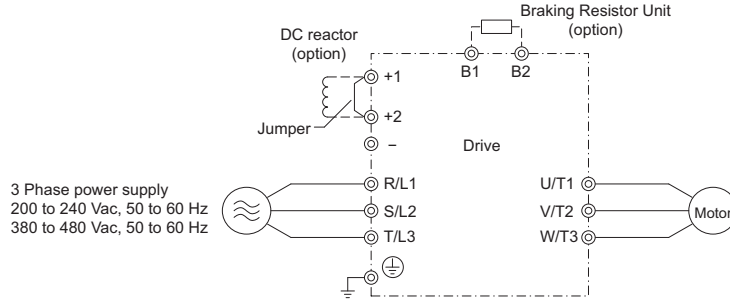 Braking Resistor Unit
(option)
DC reactor
(option)
B1 B2
+1
+2
Jumper
–
Drive
3 Phase power supply
200 to 240 Vac, 50 to 60 Hz
380 to 480 Vac, 50 to 60 Hz
R/L1
S/L2
T/L3
U/T1
V/T2
W/T3
Motor